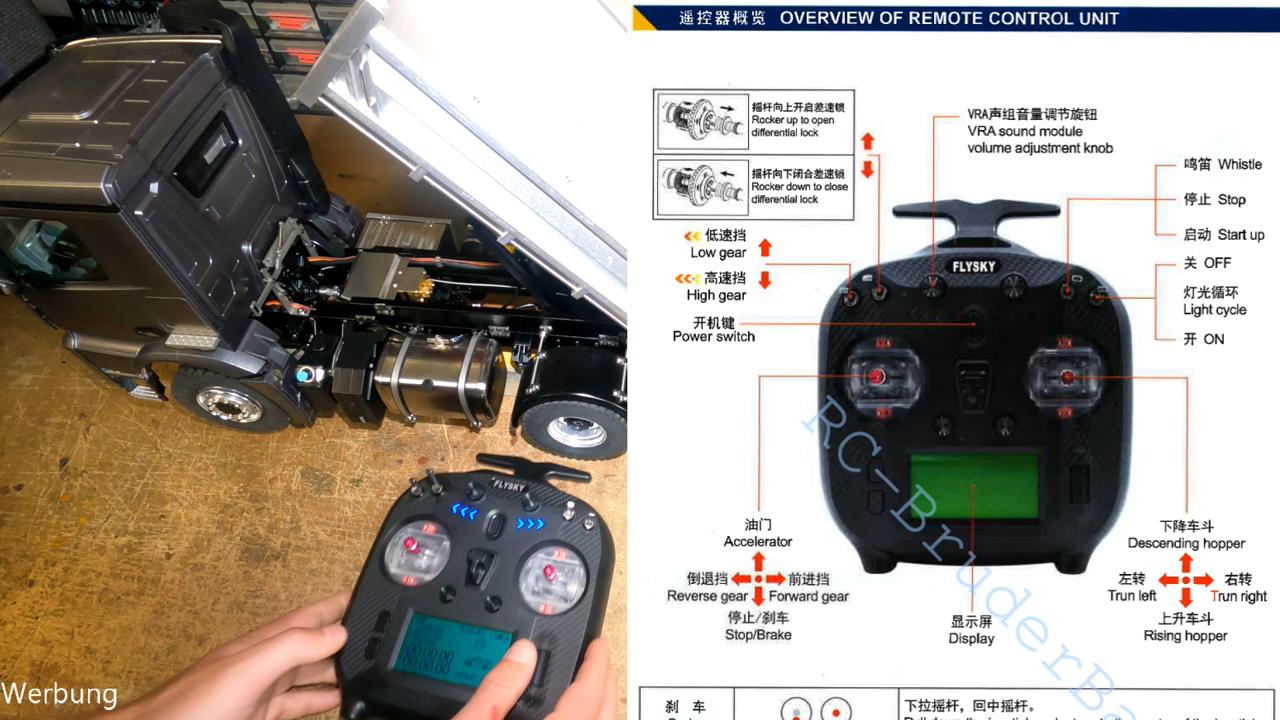 遥控器概览 OVERVIEW OF REMOTE CONTROL UNIT
摇杆向上开启差速锁
Rocker up to open
differential lock
摇杆向下闭合差速锁
Rocker down to close
differential lock
VRA声组音量调节旋钮
VRA sound module
volume adjustment knob
鸣笛 Whistle
停止 Stop
启动 Start up
低速挡
Low gear
高速挡
High gear
关 OFF
灯光循环
Light cycle
开 ON
开机键
Power switch
FLYSKY
油门
Accelerator
倒退挡
Reverse gear
前进挡
Forward gear
停止/刹车
Stop/Brake
显示屏
Display
下降车斗
Descending hopper
左转
Trun left
右转
Trun right
上升车斗
Rising hopper
RC-BruderBa
刹 车
下拉摇杆，回中摇杆。
FLYSKY
00:00.00
00:00.00
Werbung